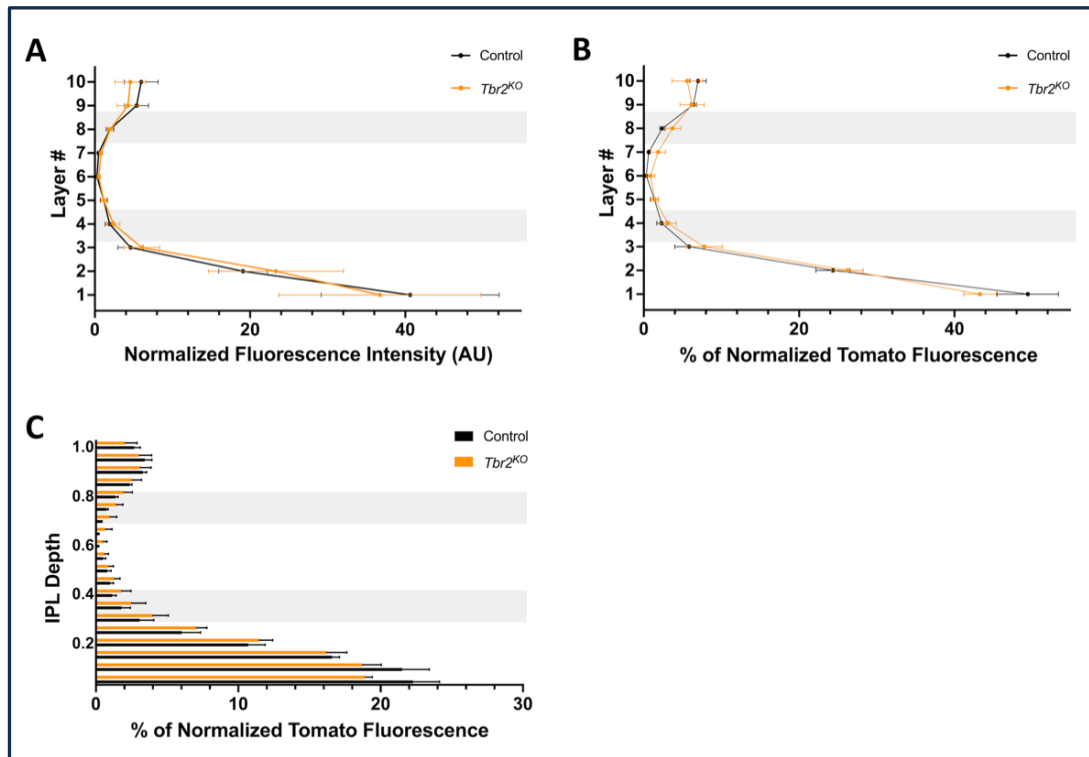 A
Control
Tbr2KO
10
9
8
7
6
5
4
3
2
1
Layer #
0
20
40
Normalized Fluorescence Intensity (AU)
B
Control
Tbr2KO
10
9
8
7
6
5
4
3
2
1
Layer #
0
20
40
% of Normalized Tomato Fluorescence
C
Control
Tbr2KO
1.0
0.8
0.6
0.4
0.2
IPL Depth
0
10
20
30
% of Normalized Tomato Fluorescence